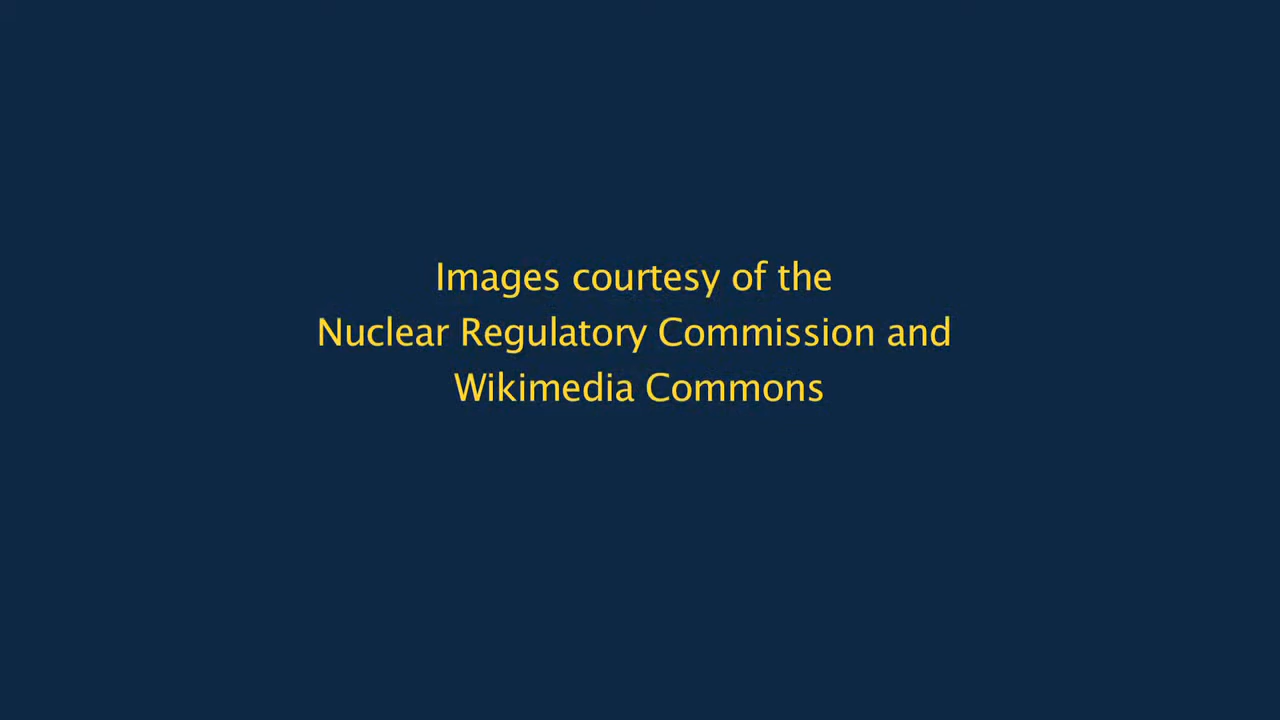 Images courtesy of the
Nuclear Regulatory Commission and
Wikimedia Commons